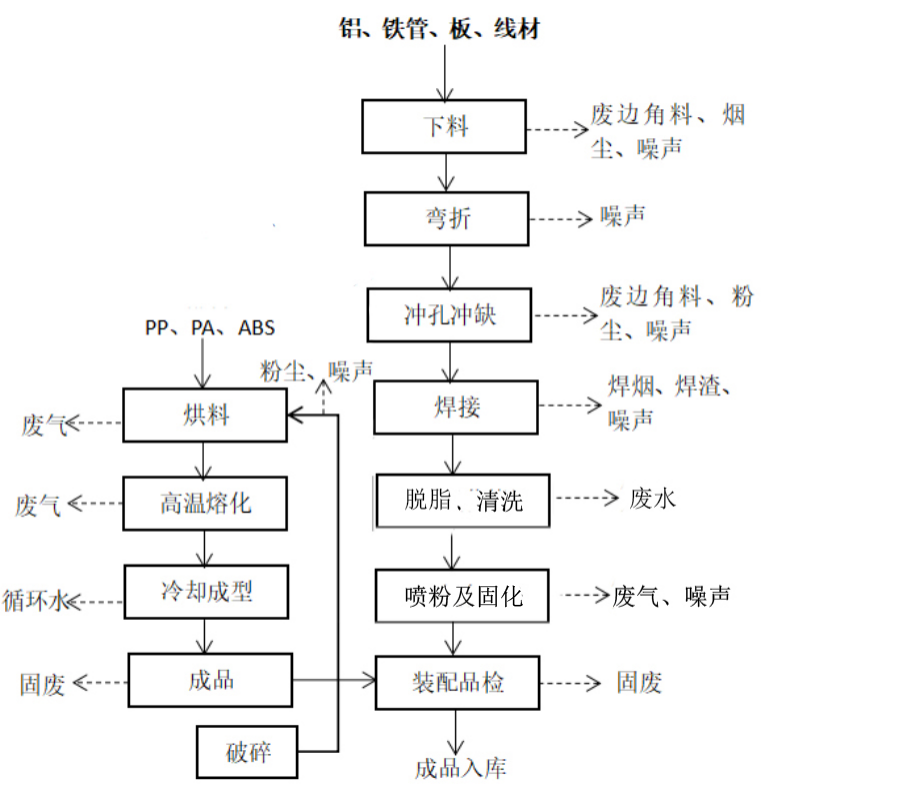 铝、铁管、板、线材
下料
废边角料、烟
尘、噪声
弯折
噪声
冲孔冲缺
废边角料、粉
尘、噪声
PP、PA、ABS
粉尘、噪声
烘料
废气
焊接
焊烟、焊渣、
噪声
高温熔化
废气
脱脂、清洗
废水
冷却成型
循环水
喷粉及固化
废气、噪声
成品
固废
装配品检
固废
破碎
成品入库